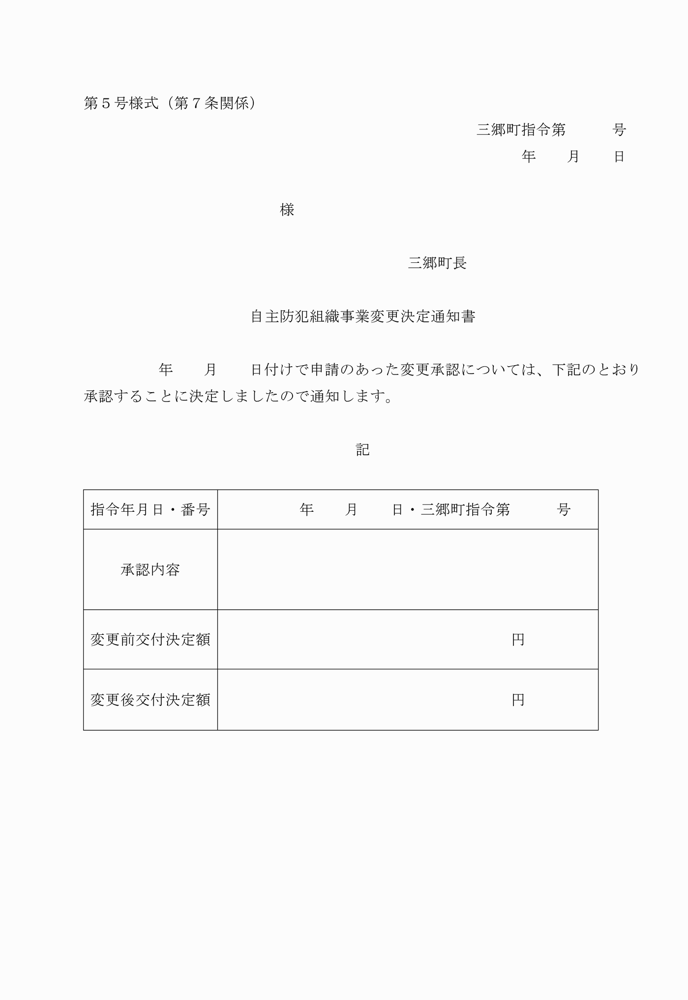 第５号様式（第７条関係）
三郷町指令第　　　号
年　　月　　日
様
三郷町長
自主防犯組織事業変更決定通知書
年　　月　　日付けで申請のあった変更承認については、下記のとおり
承認することに決定しましたので通知します。
記
指令年月日・番号　　　年　　月　　日・三郷町指令第　　　号
承認内容
変更前交付決定額　　　円
変更後交付決定額　　　円